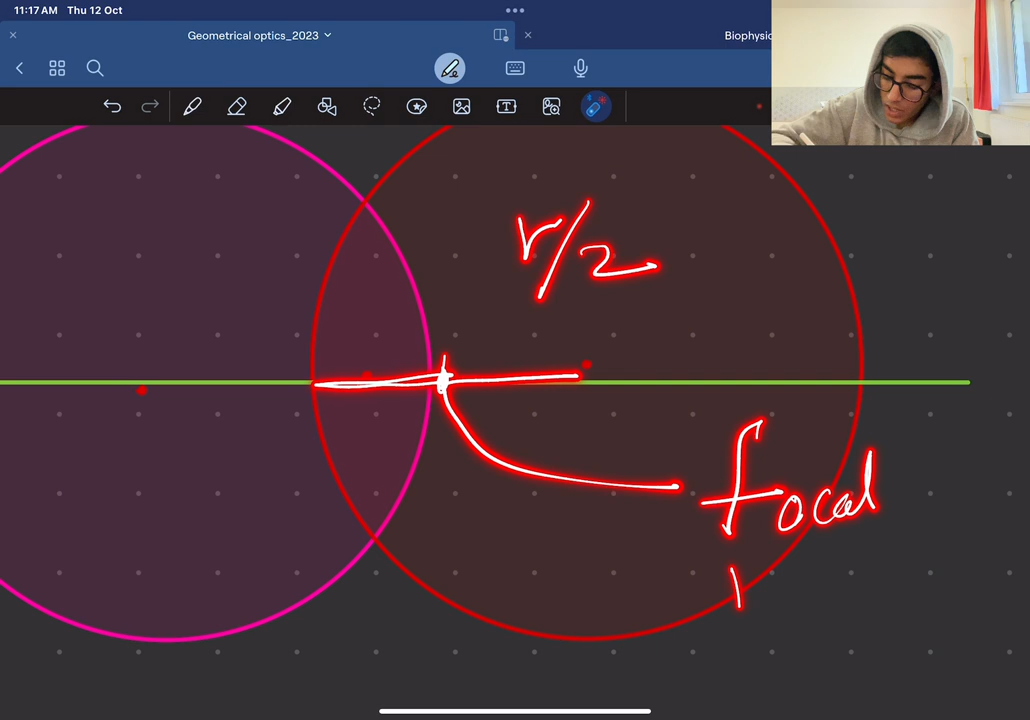 11:17 AM Thu 12 Oct
Geometrical optics_2023
Biophysic
r/2
focal